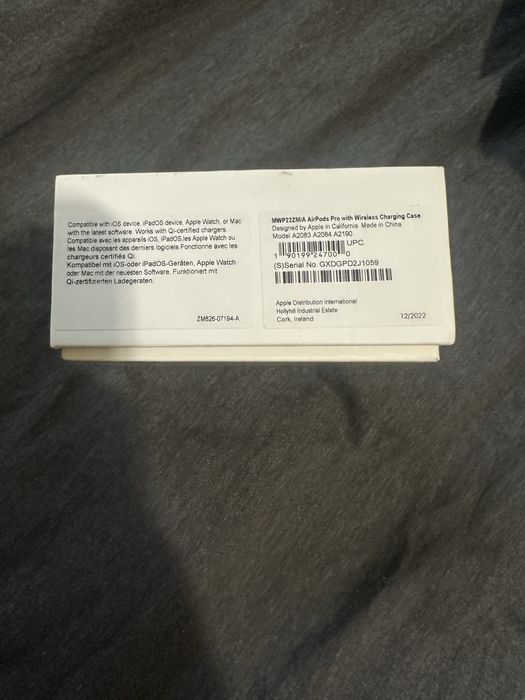 Compatible with iOS device, iPadOS device, Apple Watch, or Mac
with the latest software. Works with Qi-certified chargers.
Compatible avec les appareils iOS, iPadOS,les Apple Watch ou
les Mac disposant des derniers logiciels Fonctionne avec les
chargeurs certifiés QI.
Kompatibel mit iOS-oder iPadOS-Geräten, Apple Watch
oder Mac mit der neuesten Software. Funktioniert mit
Qi-zertifizierten Ladegeraten.
ZM826-07194-A
MWP22ZM/A AirPods Pro with Wireless Charging Case
Designed by Apple in California Made in China
Model A2083 A2084 A2190
UPC
1 90199 24700 0
(S)Serial No. GXDGPD2J1059
Apple Distribution International
Hollyhill Industrial Estate
Cork, Ireland
12/2022